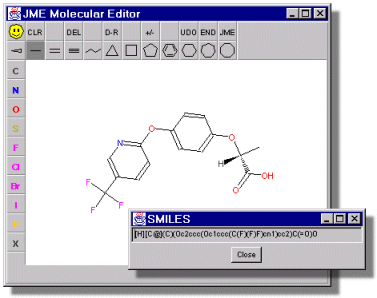 JME Molecular Editor
CLR DEL D-R +/- UDO END JME
C
N
O
S
F
Cl
Br
I
X
N O O H OH O F F F
SMILES
[H][C@](C)(Oc2ccc(Oc1ccc(C(F)(F)F)cn1)cc2)C(=O)O
Close